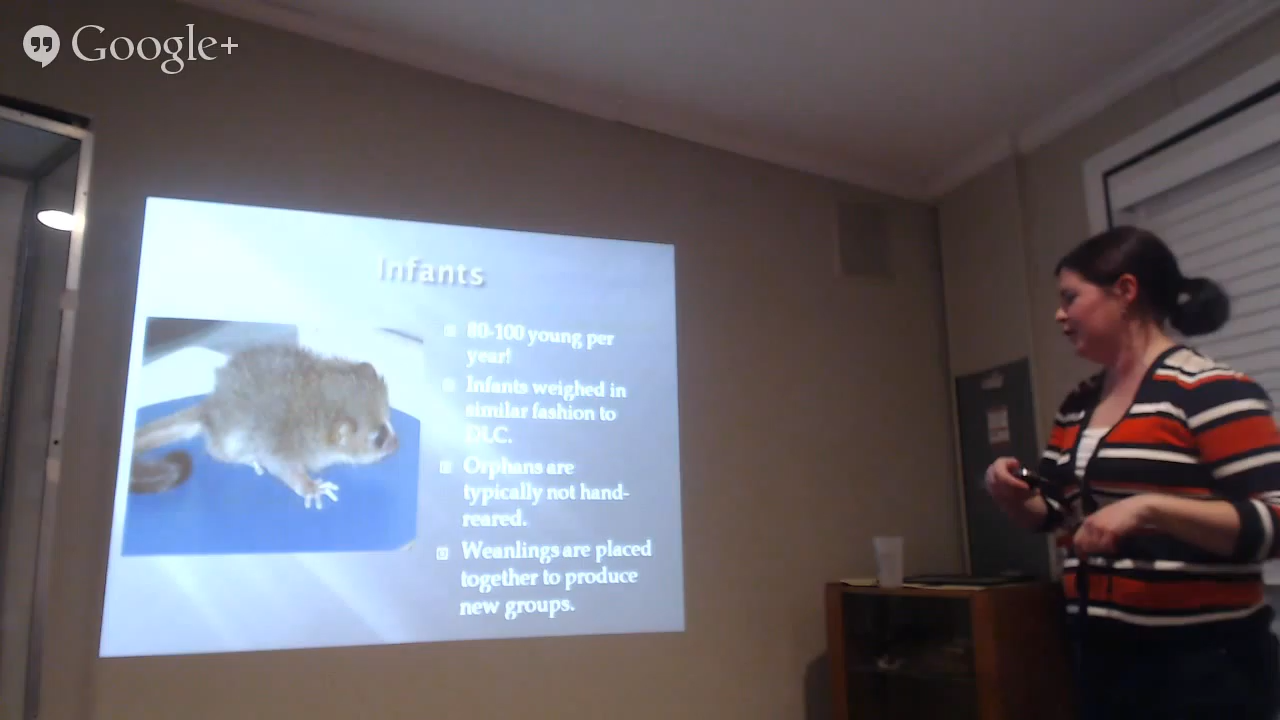 Google+
Infants
80-100 young per
year!
Infants weighed in
similar fashion to
DLC.
Orphans are
typically not hand-
reared.
Weanlings are placed
together to produce
new groups.